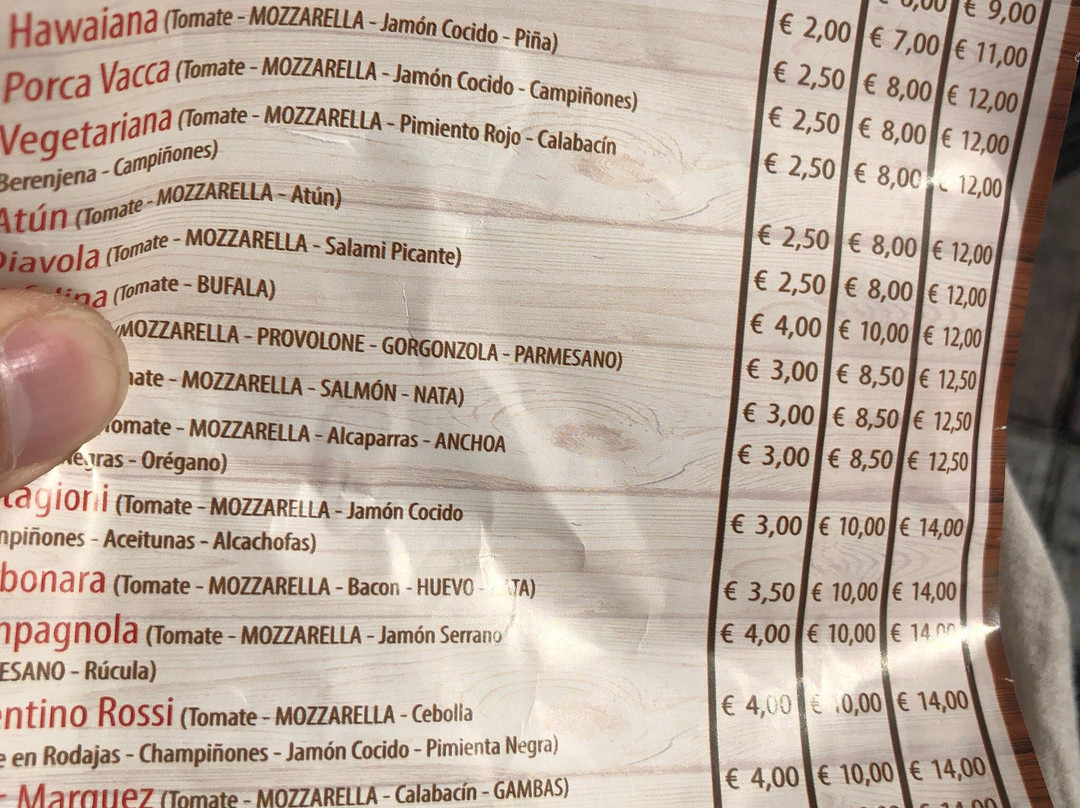 € 9,00
€ 2,00 € 7,00 € 11,00
Hawaiana (Tomate - MOZZARELLA - Jamón Cocido - Piña) € 2,50 € 8,00 € 12,00
Porca Vacca (Tomate - MOZZARELLA - Jamón Cocido - Campiñones) € 2,50 € 8,00 € 12,00
Vegetariana (Tomate - MOZZARELLA - Pimiento Rojo - Calabacín € 2,50 € 8,00 € 12,00
Berenjena - Campiñones)
Atún (Tomate - MOZZARELLA - Atún) € 2,50 € 8,00 € 12,00
Diavola (Tomate - MOZZARELLA - Salami Picante) € 2,50 € 8,00 € 12,00
(Tomate - BUFALA) € 4,00 € 10,00 € 12,00
(MOZZARELLA - PROVOLONE - GORGONZOLA - PARMESANO) € 3,00 € 8,50 € 12,50
- MOZZARELLA - SALMÓN - NATA) € 3,00 € 8,50 € 12,50
Tomate - MOZZARELLA - Alcaparras - ANCHOA € 3,00 € 8,50 € 12,50
- Orégano)
tagioni (Tomate - MOZZARELLA - Jamón Cocido € 3,00 € 10,00 € 14,00
mpiñones - Aceitunas - Alcachofas)
bonara (Tomate - MOZZARELLA - Bacon - HUEVO - € 3,50 € 10,00 € 14,00
mpagnola (Tomate - MOZZARELLA - Jamón Serrano € 4,00 € 10,00 € 14,00
ESANO - Rúcula)
entino Rossi (Tomate - MOZZARELLA - Cebolla € 4,00 € 10,00 € 14,00
e en Rodajas - Champiñones - Jamón Cocido - Pimienta Negra)
Marquez (Tomate - MOZZARELLA - Calabacín - GAMBAS) € 4,00 € 10,00 € 14,00